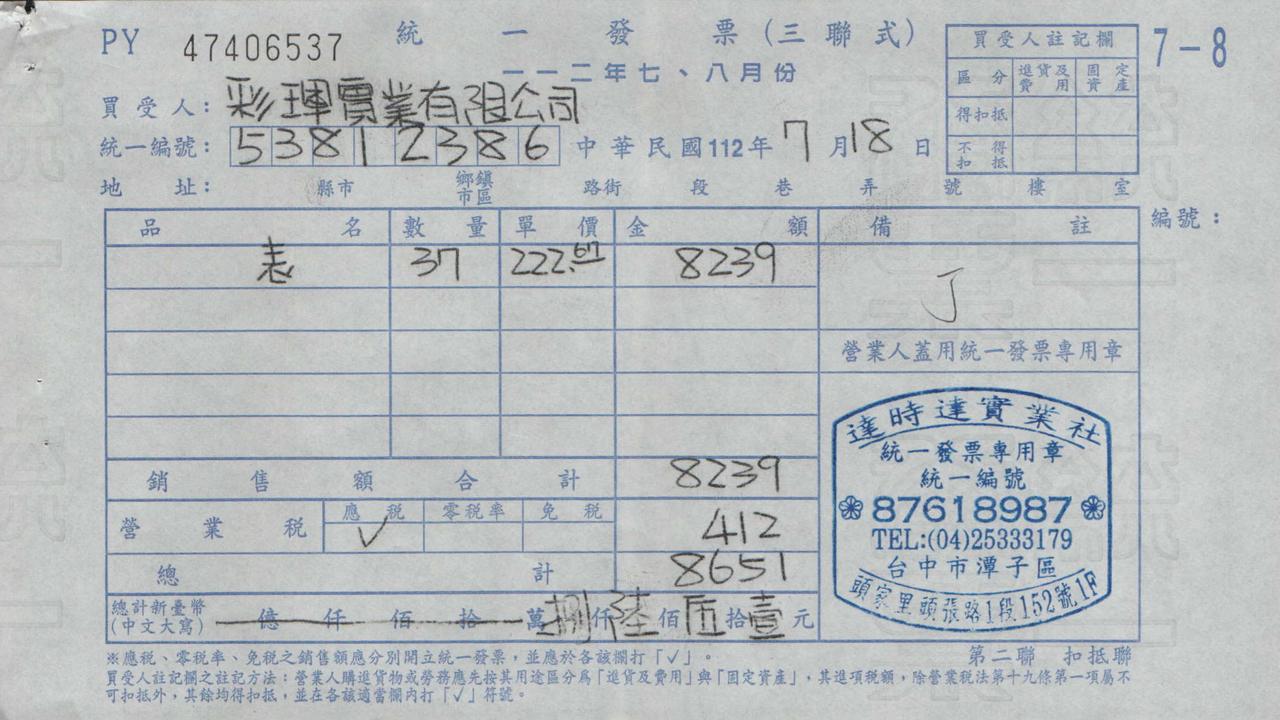 PY 47406537 統一發票(三聯式)
一一二年七、八月份
7-8
買受人註記欄
區分 進貨及費用 固定資產
得扣抵
不得扣抵
買受人: 彩琿實業有限公司
統一編號: 53812386 中華民國112年7月18日
地址: 縣市 鄉鎮市區 路街 段 巷 弄 號 樓 室
品名 數量 單價 金額 備註 編號:
表 37 222.67 8239
J
營業人蓋用統一發票專用章
銷售額合計 8239
營業稅 應稅 零稅率 免稅 412
✓
總計 8651
總計新臺幣(中文大寫) 億 仟 佰 拾 萬捌仟陸佰伍拾壹元
達時達實業社
統一發票專用章
統一編號
87618987
TEL:(04)25333179
台中市潭子區
頭家里頭張路1段152號1F
※應稅、零稅率、免稅之銷售額應分別開立統一發票,並應於各該欄打「✓」。
第二聯 扣抵聯
買受人註記欄之註記方法:營業人購進貨物或勞務應先按其用途區分為「進貨及費用」與「固定資產」,其進項稅額,除營業稅法第十九條第一項屬不
可扣抵外,其餘均得扣抵,並在各該適當欄內打「✓」符號。